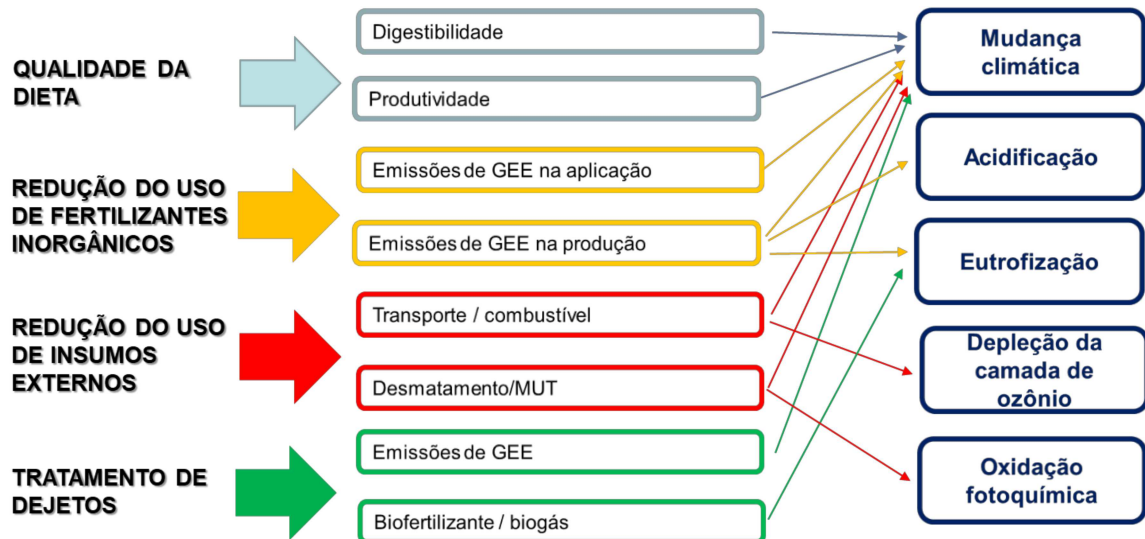 QUALIDADE DA
DIETA
Digestibilidade
Produtividade
REDUÇÃO DO USO
DE FERTILIZANTES
INORGÂNICOS
Emissões de GEE na aplicação
Emissões de GEE na produção
REDUÇÃO DO USO
DE INSUMOS
EXTERNOS
Transporte / combustível
Desmatamento/MUT
TRATAMENTO DE
DEJETOS
Emissões de GEE
Biofertilizante / biogás
Mudança
climática
Acidificação
Eutrofização
Depleção da
camada de
ozônio
Oxidação
fotoquímica